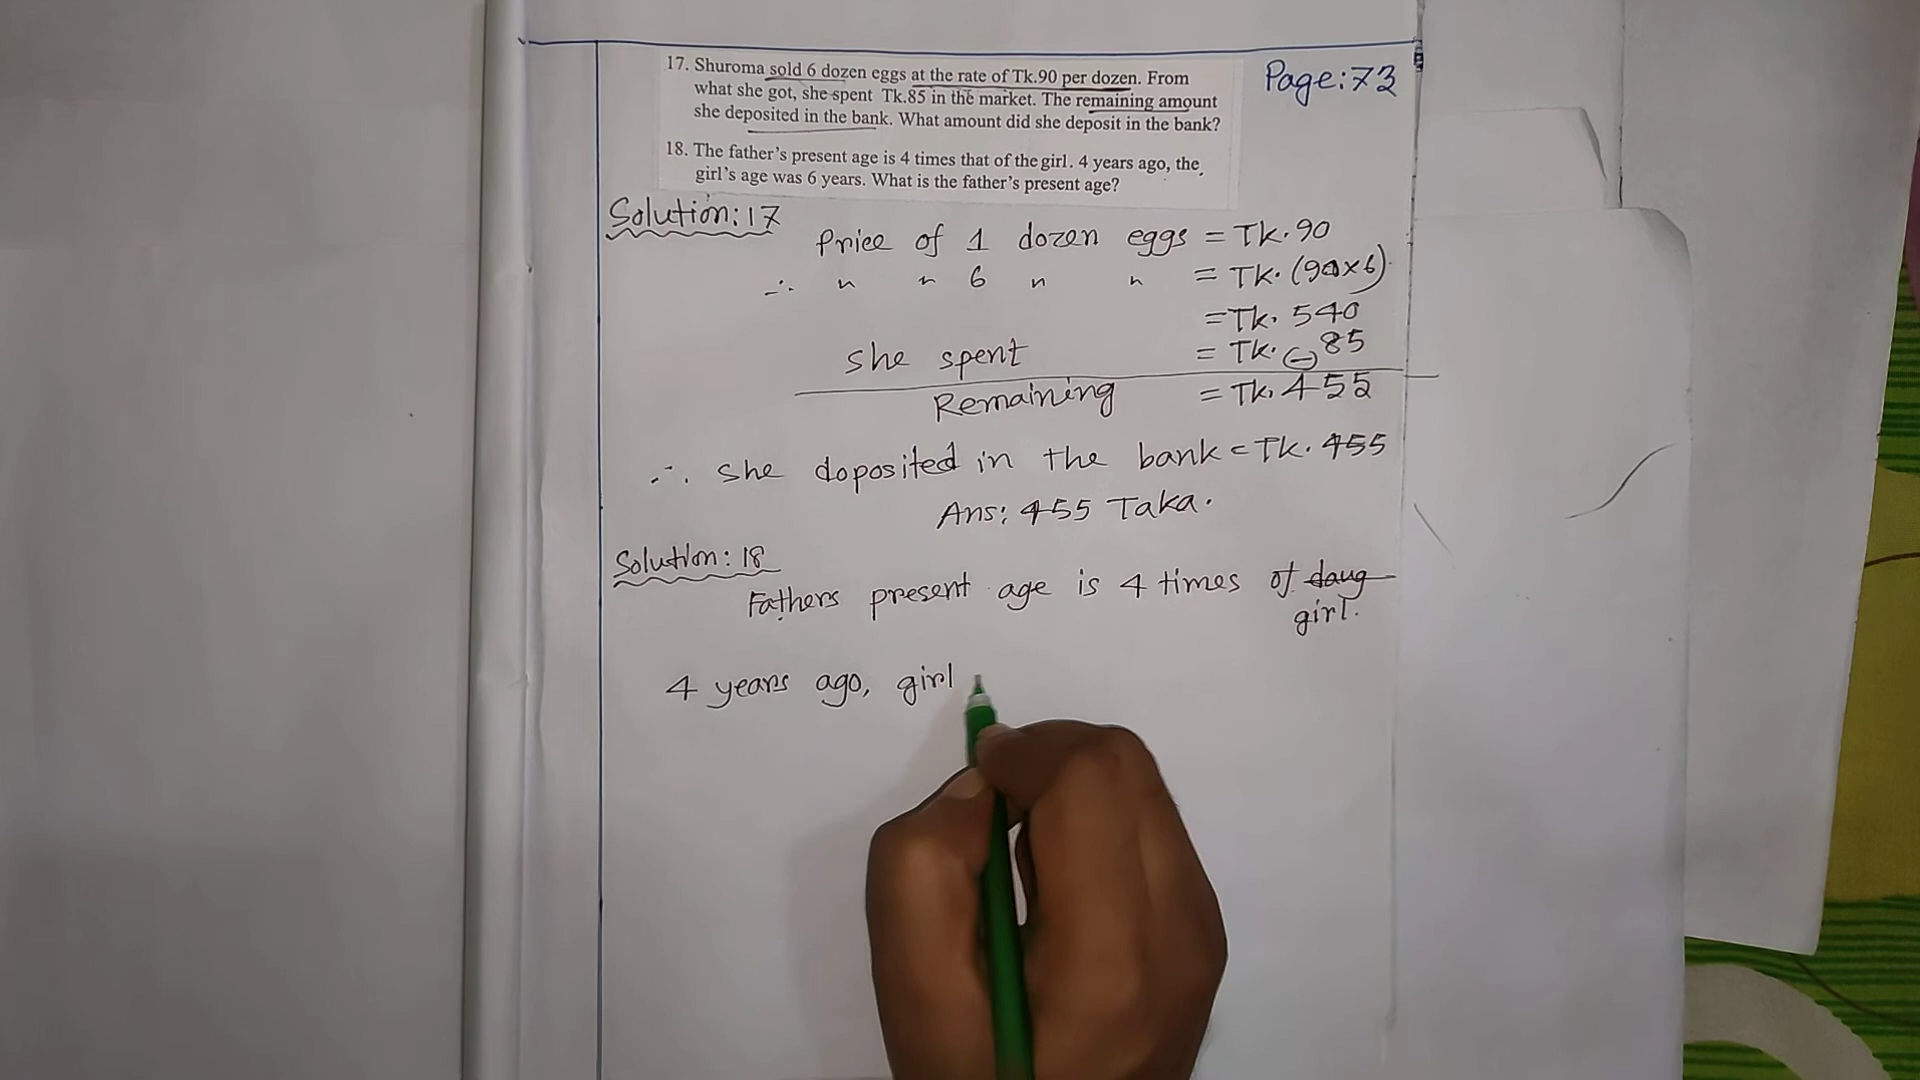 17. Shuroma sold 6 dozen eggs at the rate of Tk.90 per dozen. From
what she got, she spent Tk.85 in the market. The remaining amount
she deposited in the bank. What amount did she deposit in the bank?
18. The father's present age is 4 times that of the girl. 4 years ago, the
girl's age was 6 years. What is the father's present age?
Page:73
Solution:17
Price of 1 dozen eggs = Tk.90
∴ " " 6 " " = Tk. (90x6)
=Tk. 540
She spent = Tk. (-) 85
Remaining = Tk. 455
∴ She doposited in the bank = Tk. 455
Ans: 455 Taka.
Solution: 18
Fathers present age is 4 times of daug
girl.
4 years ago, girl